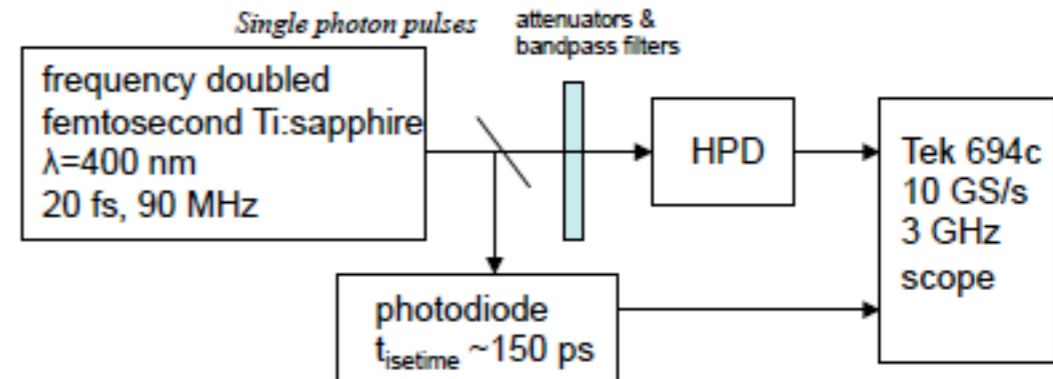 Single photon pulses
attenuators &
bandpass filters
frequency doubled
femtosecond Ti:sapphire
λ=400 nm
20 fs, 90 MHz
HPD
Tek 694c
10 GS/s
3 GHz
scope
photodiode
tisetime ~150 ps